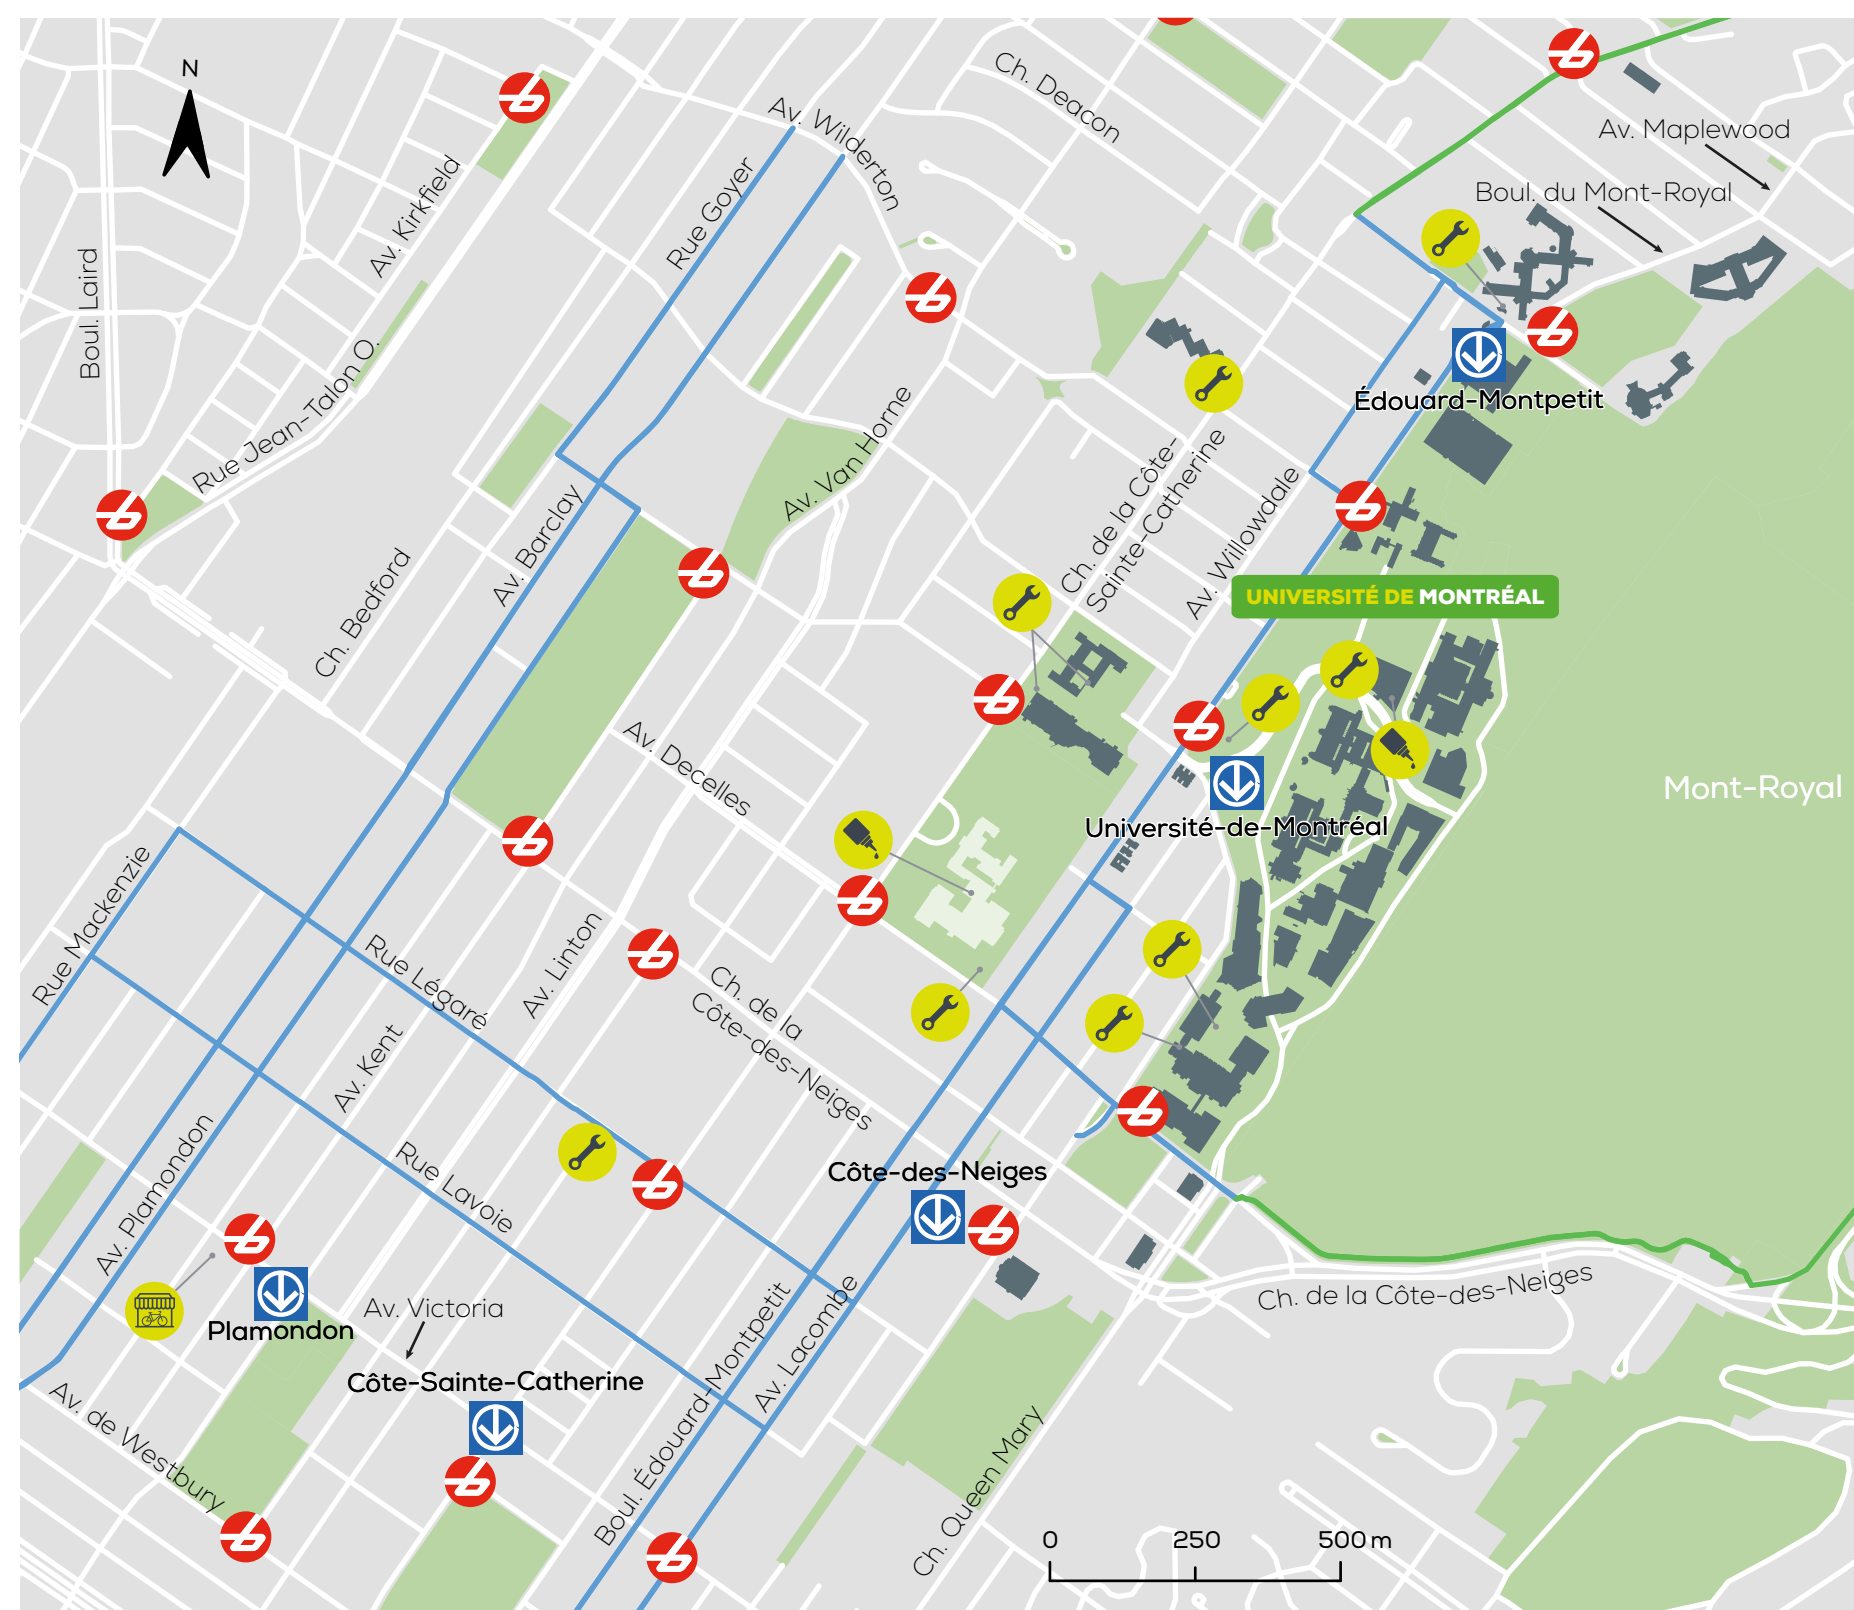 N
Ch. Deacon
Av. Wilderton
Av. Maplewood
Boul. du Mont-Royal
Av. Kirkfield
Rue Goyer
Boul. Laird
Rue Jean-Talon O.
Av. Van Horne
Édouard-Montpetit
Ch. de la Côte-
Sainte-Catherine
Av. Willowdale
Av. Barclay
Ch. Bedford
UNIVERSITÉ DE MONTRÉAL
Av. Decelles
Mont-Royal
Université-de-Montréal
Rue Mackenzie
Rue Légaré
Av. Linton
Ch. de la
Côte-des-Neiges
Av. Kent
Av. Plamondon
Rue Lavoie
Côte-des-Neiges
Ch. de la Côte-des-Neiges
Plamondon
Av. Victoria
Côte-Sainte-Catherine
Av. de Westbury
Boul. Édouard-Montpetit
Av. Lacombe
Ch. Queen Mary
0 250 500 m